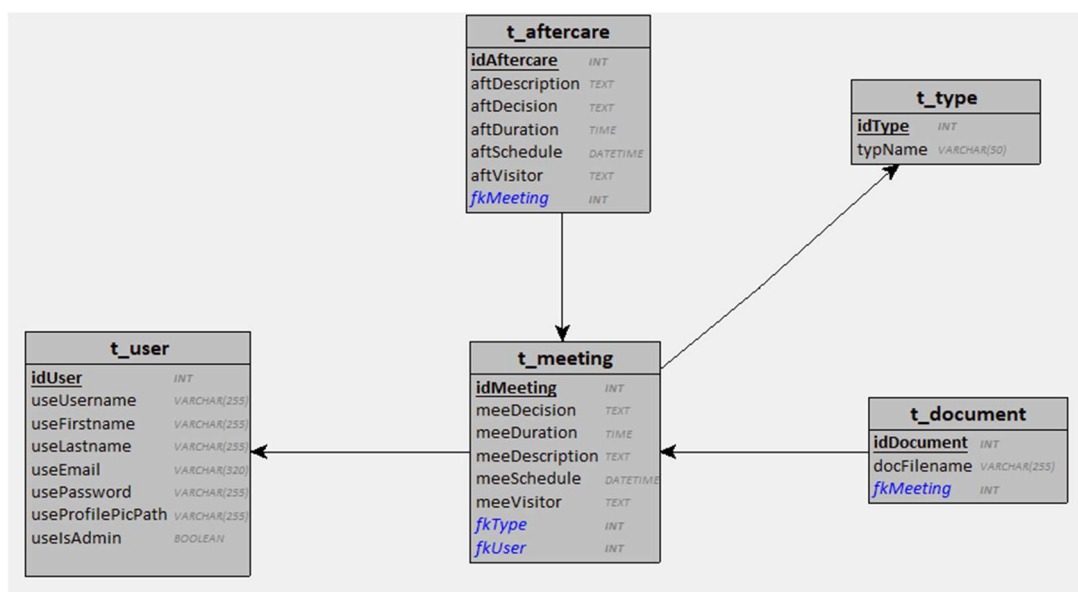 t_aftercare
idAftercare INT
aftDescription TEXT
aftDecision TEXT
aftDuration TIME
aftSchedule DATETIME
aftVisitor TEXT
fkMeeting INT
t_type
idType INT
typName VARCHAR(50)
t_user
idUser INT
useUsername VARCHAR(255)
useFirstname VARCHAR(255)
useLastname VARCHAR(255)
useEmail VARCHAR(320)
usePassword VARCHAR(255)
useProfilePicPath VARCHAR(255)
useIsAdmin BOOLEAN
t_meeting
idMeeting INT
meeDecision TEXT
meeDuration TIME
meeDescription TEXT
meeSchedule DATETIME
meeVisitor TEXT
fkType INT
fkUser INT
t_document
idDocument INT
docFilename VARCHAR(255)
fkMeeting INT